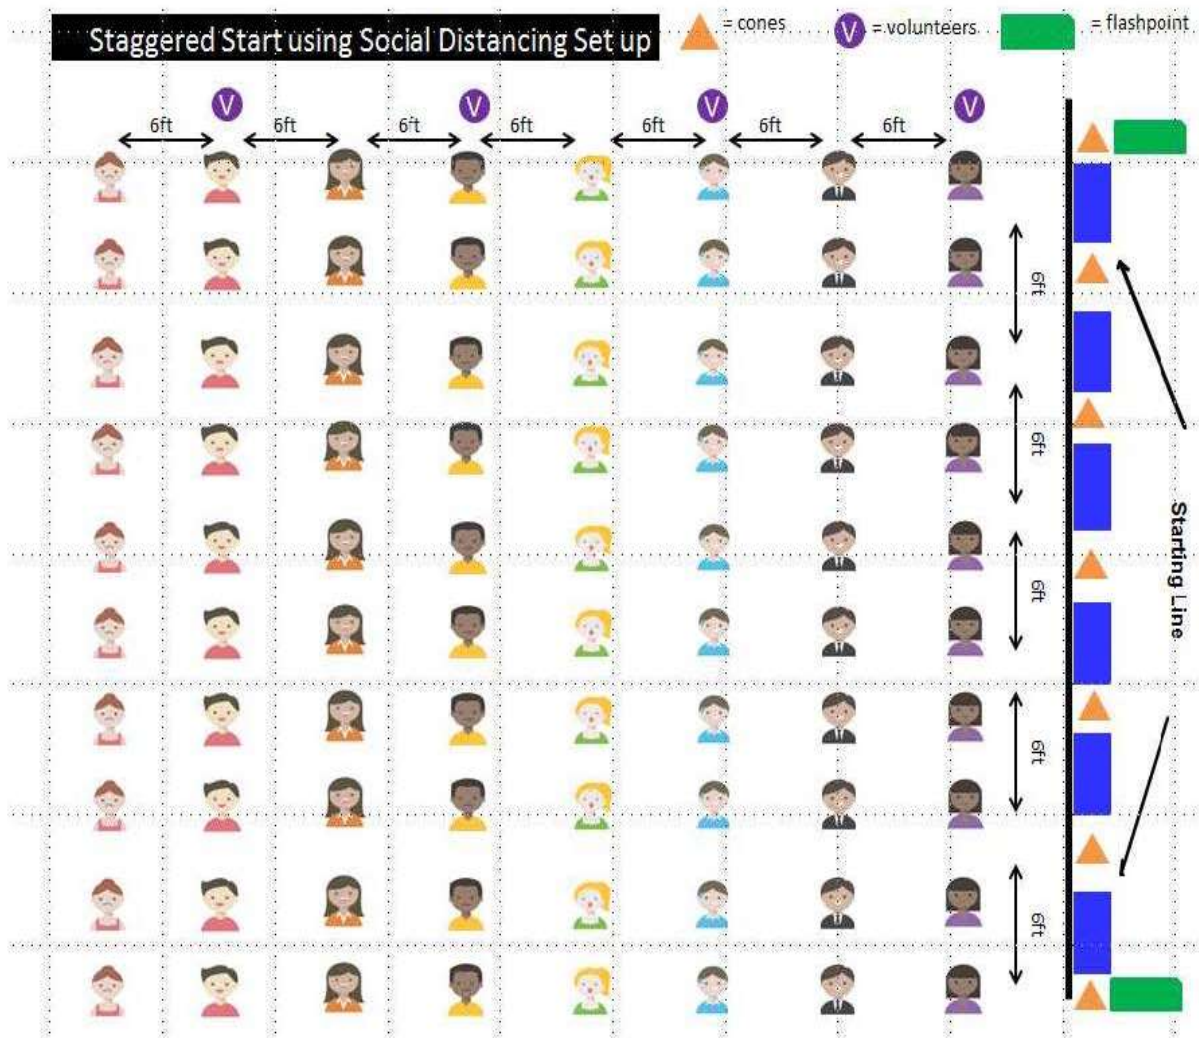 Staggered Start using Social Distancing Set up
= cones
V = volunteers
= flashpoint
V V V V
6ft 6ft 6ft 6ft 6ft 6ft 6ft
6ft
6ft
6ft
6ft
6ft
Starting Line